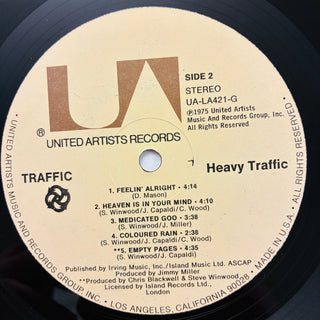 UA
SIDE 2
STEREO
UA-LA421-G
℗1975 United Artists
Music And Records Group, Inc.
All Rights Reserved
®
UNITED ARTISTS RECORDS
TRAFFIC
Heavy Traffic
1. FEELIN' ALRIGHT • 4:14
(D. Mason)
2. HEAVEN IS IN YOUR MIND • 4:10
(S. Winwood/J. Capaldi/C. Wood)
3. MEDICATED GOO • 3:38
(S. Winwood/J. Miller)
4. COLOURED RAIN • 2:38
(S. Winwood/J. Capaldi/C. Wood)
**5. EMPTY PAGES • 4:35
(S. Winwood/J. Capaldi)
Published by Irving Music, Inc./Island Music Ltd. ASCAP
Produced by Jimmy Miller
**Produced by Chris Blackwell & Steve Winwood,
Licensed by Island Records Ltd.,
London
• UNITED ARTISTS MUSIC AND RECORDS GROUP INC. • LOS ANGELES, CALIFORNIA 90028 • MADE IN U.S.A. • ALL RIGHTS RESERVED